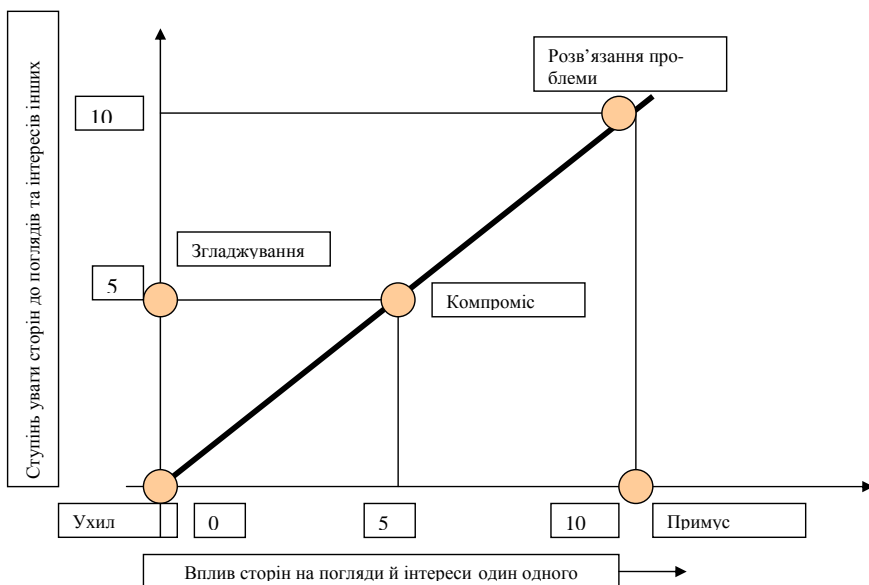 Ступінь уваги сторін до поглядів та інтересів інших
Розв’язання про-
блеми
10
Згладжування
5
Компроміс
Ухил
0
5
10
Примус
Вплив сторін на погляди й інтереси один одного